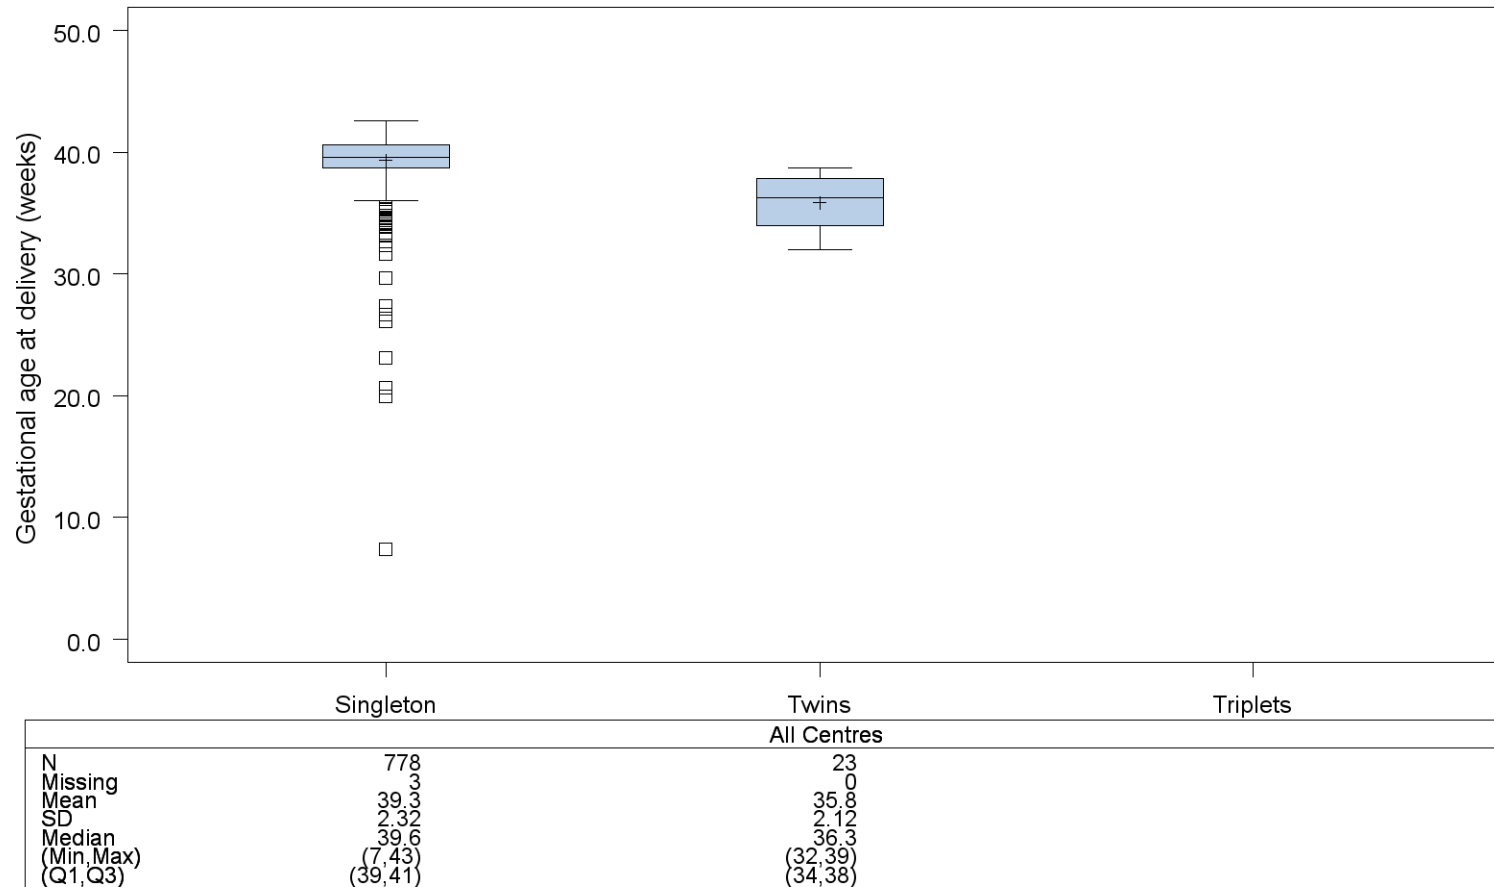 Gestational age at delivery (weeks)
50.0
40.0
30.0
20.0
10.0
0.0
Singleton Twins Triplets
All Centres
N 778 23
Missing 3 0
Mean 39.3 35.8
SD 2.32 2.12
Median 39.6 36.3
(Min,Max) (7,43) (32,39)
(Q1,Q3) (39,41) (34,38)